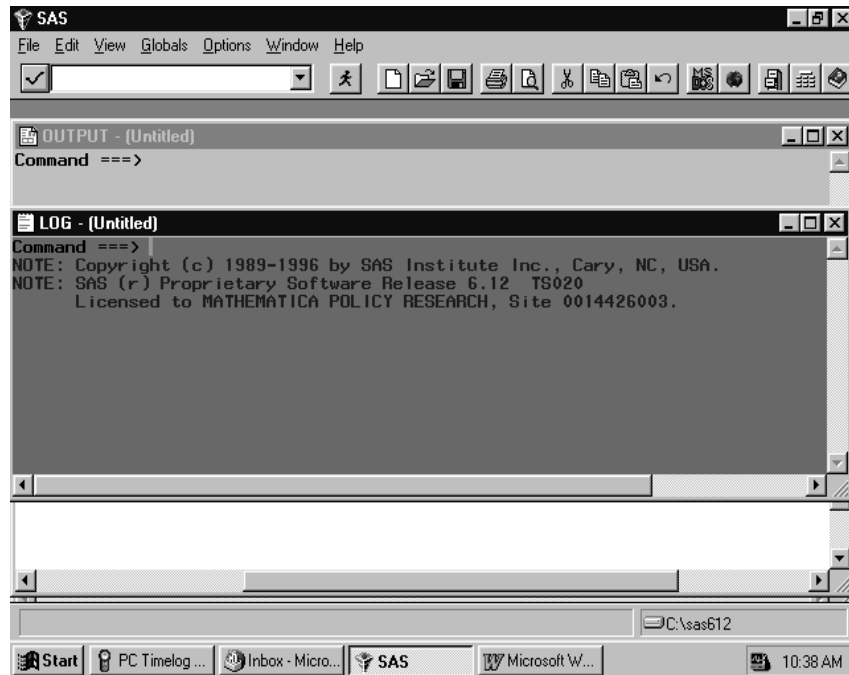 SAS
File Edit View Globals Options Window Help
MS DOS
OUTPUT - (Untitled)
Command ===>
LOG - (Untitled)
Command ===>
NOTE: Copyright (c) 1989-1996 by SAS Institute Inc., Cary, NC, USA.
NOTE: SAS (r) Proprietary Software Release 6.12 TS020
Licensed to MATHEMATICA POLICY RESEARCH, Site 0014426003.
C:\sas612
Start PC Timelog ... Inbox - Micro... SAS Microsoft W... 10:38 AM